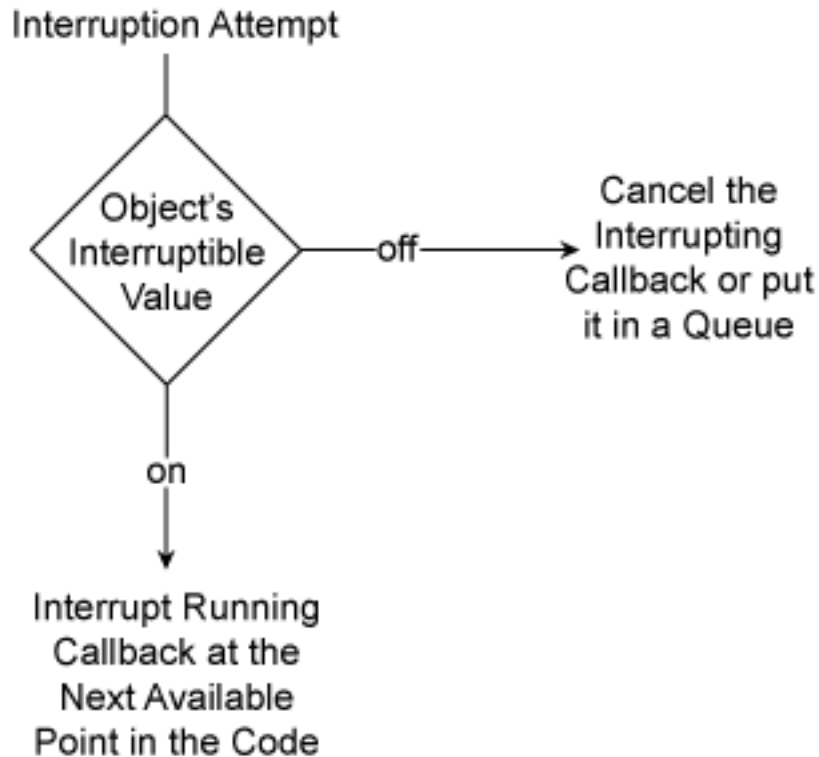 Interruption Attempt
Object's
Interruptible
Value
off
Cancel the
Interrupting
Callback or put
it in a Queue
on
Interrupt Running
Callback at the
Next Available
Point in the Code